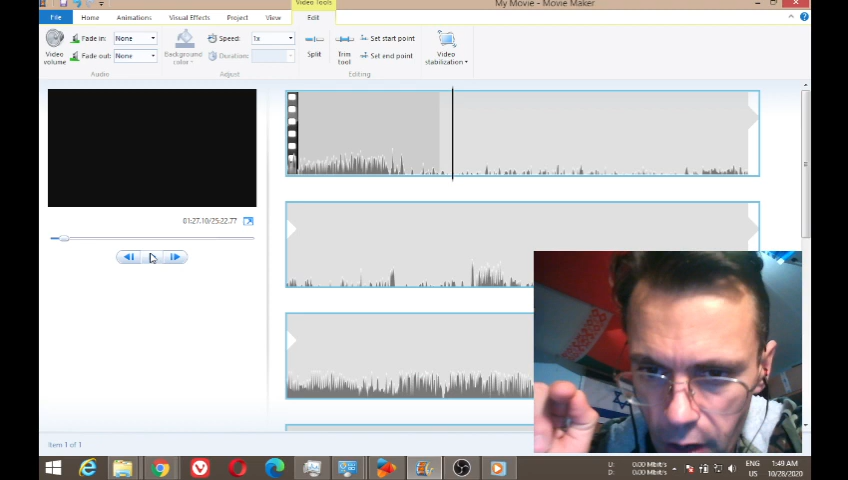 My Movie - Movie Maker
Video Tools
File Home Animations Visual Effects Project View Edit
Video volume
Fade in: None
Fade out: None
Background color
Speed: 1x
Duration:
Split
Trim tool
Set start point
Set end point
Video stabilization
Audio
Adjust
Editing
01:27.10/25:22.77
Item 1 of 1
U: 0.00 Mbit/s
D: 0.00 Mbit/s
ENG
US
1:49 AM
10/28/2020